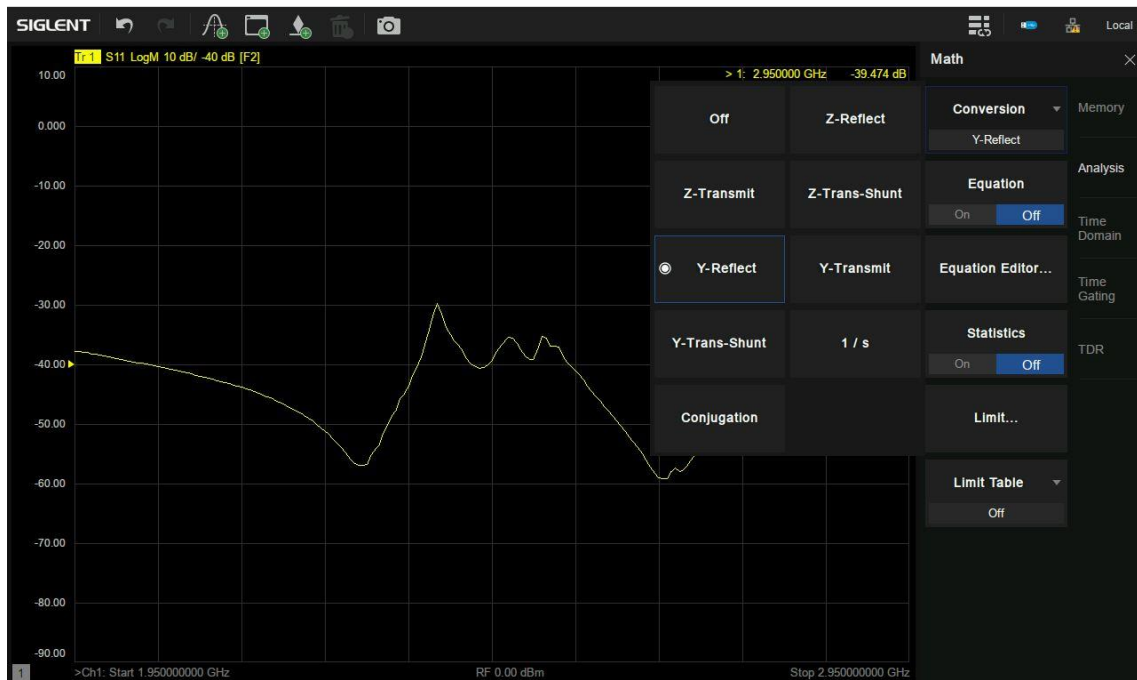 SIGLENT
Local
Tr 1 S11 LogM 10 dB/ -40 dB [F2]
> 1: 2.950000 GHz -39.474 dB
10.00
0.000
-10.00
-20.00
-30.00
-40.00
-50.00
-60.00
-70.00
-80.00
-90.00
Off
Z-Reflect
Z-Transmit
Z-Trans-Shunt
Y-Reflect
Y-Transmit
Y-Trans-Shunt
1 / s
Conjugation
Math
Conversion
Y-Reflect
Equation
On Off
Equation Editor...
Statistics
On Off
Limit...
Limit Table
Off
Memory
Analysis
Time
Domain
Time
Gating
TDR
1
>Ch1: Start 1.950000000 GHz
RF 0.00 dBm
Stop 2.950000000 GHz